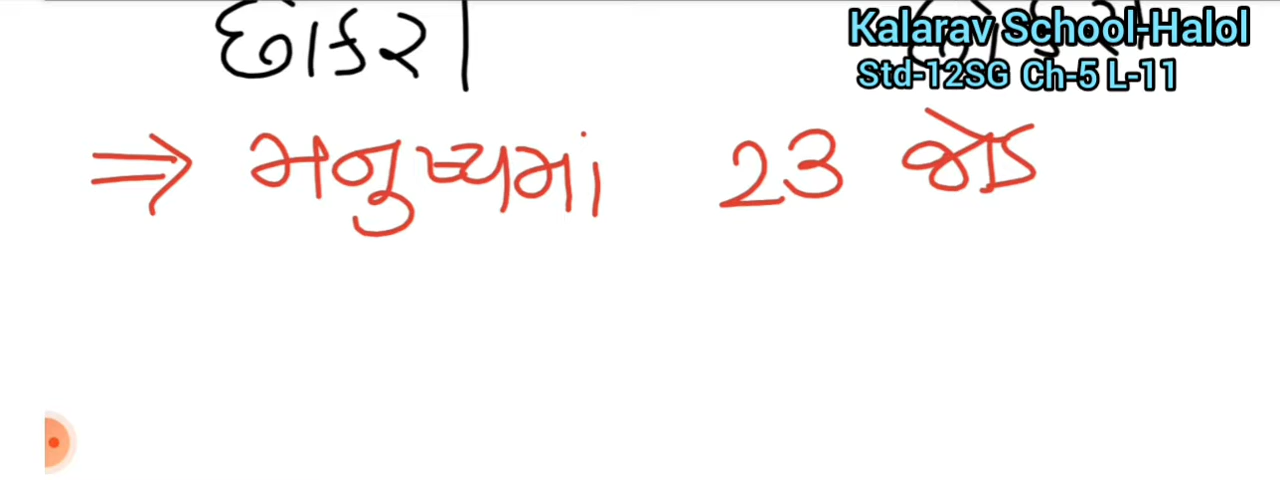 છોકરા
Kalarav School-Halol
Std-12SG Ch-5 L-11
⇒ મનુષ્યમાં 23 જોડ